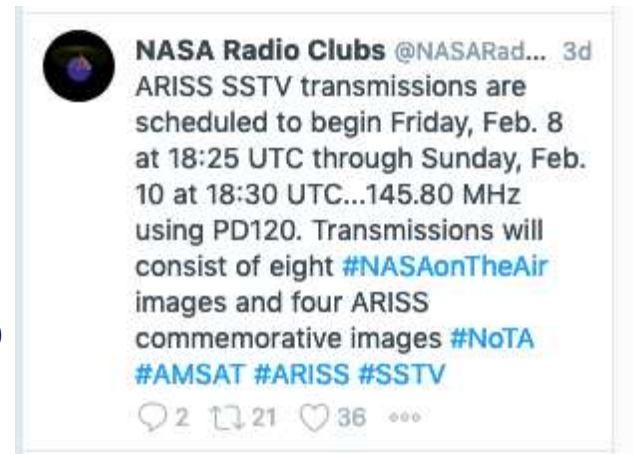 NASA Radio Clubs @NASARad... 3d
ARISS SSTV transmissions are
scheduled to begin Friday, Feb. 8
at 18:25 UTC through Sunday, Feb.
10 at 18:30 UTC...145.80 MHz
using PD120. Transmissions will
consist of eight #NASAonTheAir
images and four ARISS
commemorative images #NoTA
#AMSAT #ARISS #SSTV
2 21 36